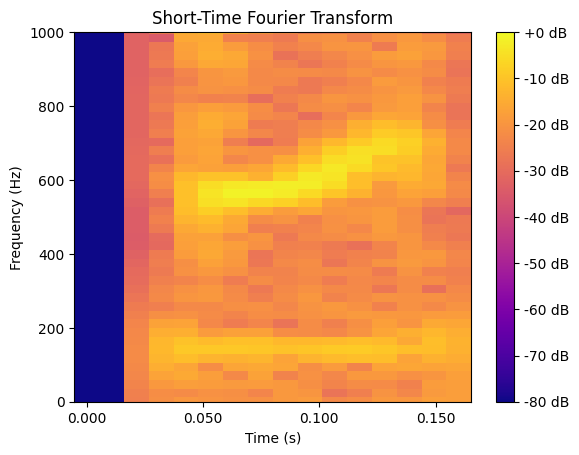 Short-Time Fourier Transform
Frequency (Hz)
1000
800
600
400
200
0
0.000
0.050
0.100
0.150
Time (s)
+0 dB
-10 dB
-20 dB
-30 dB
-40 dB
-50 dB
-60 dB
-70 dB
-80 dB